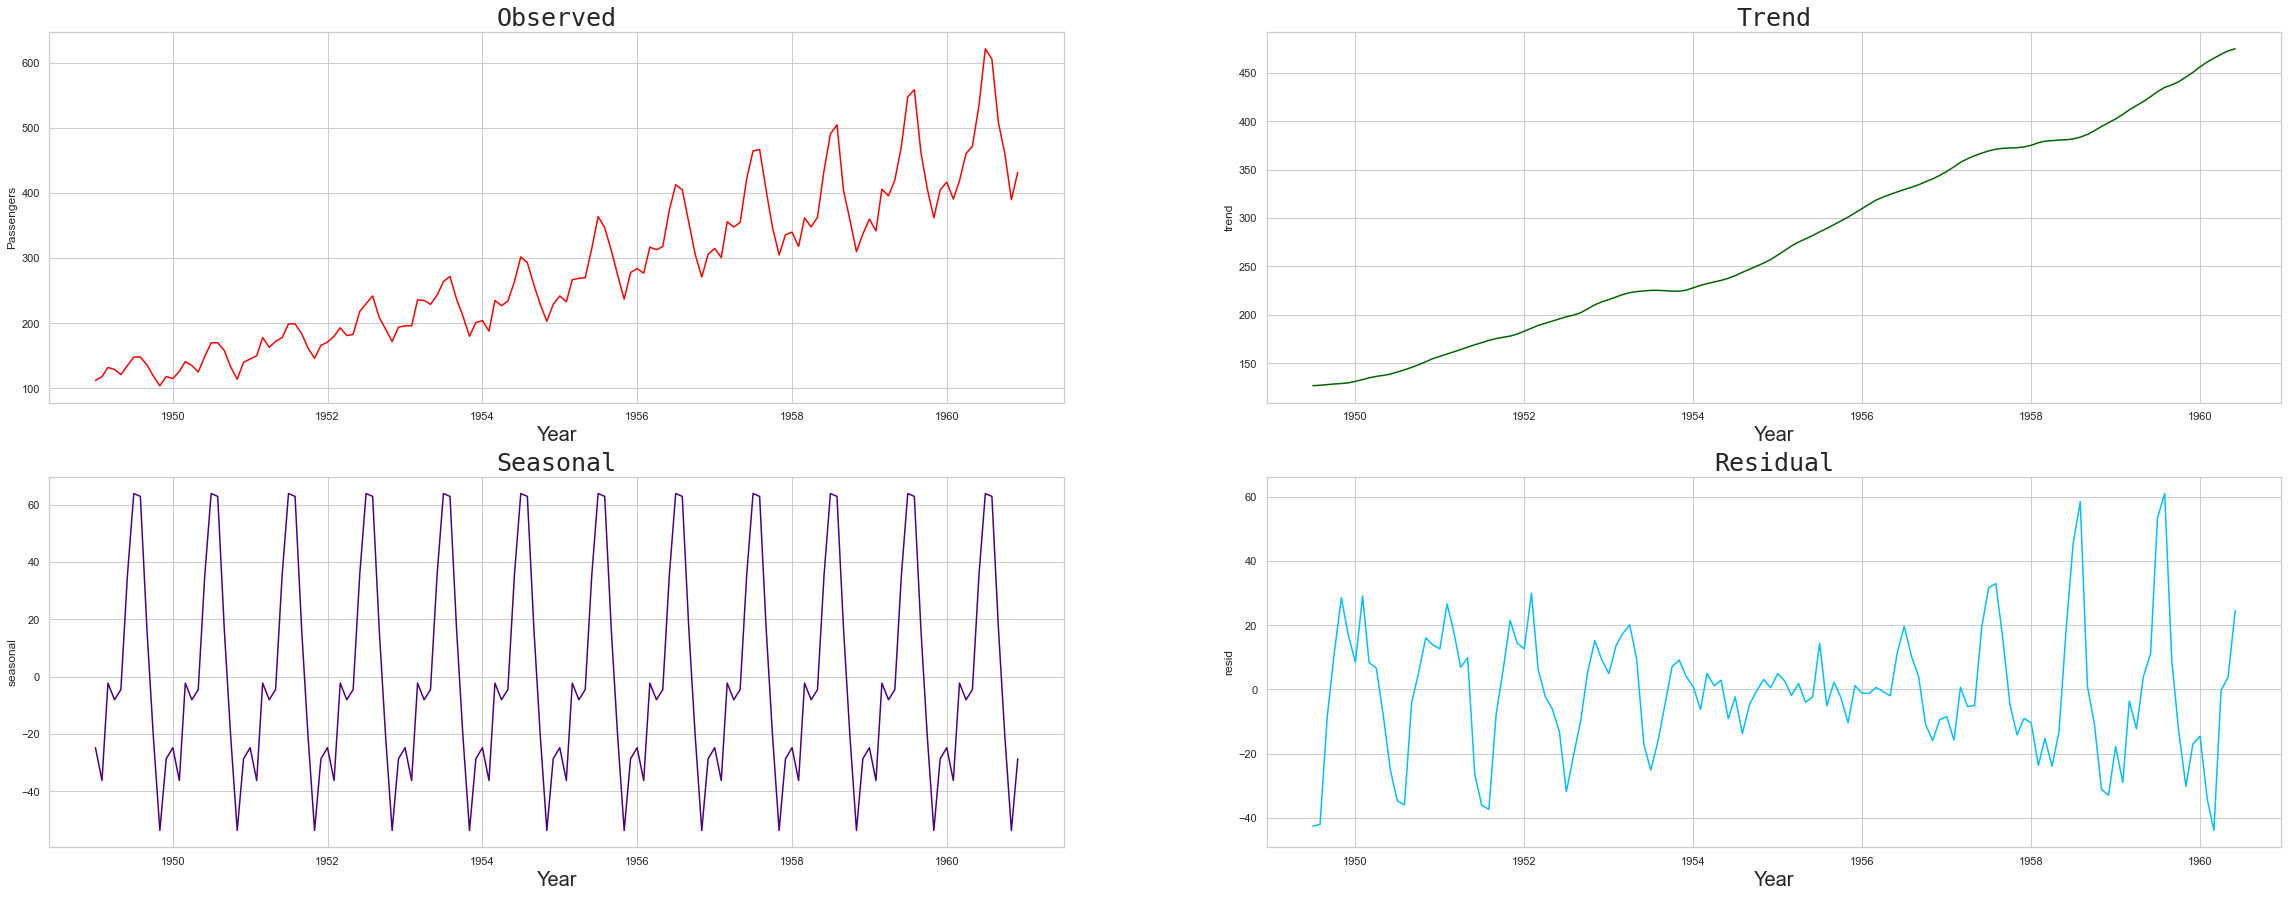 Observed
Passengers
600
500
400
300
200
100
1950 1952 1954 1956 1958 1960
Year
Trend
trend
450
400
350
300
250
200
150
1950 1952 1954 1956 1958 1960
Year
Seasonal
seasonal
60
40
20
0
−20
−40
1950 1952 1954 1956 1958 1960
Year
Residual
resid
60
40
20
0
−20
−40
1950 1952 1954 1956 1958 1960
Year